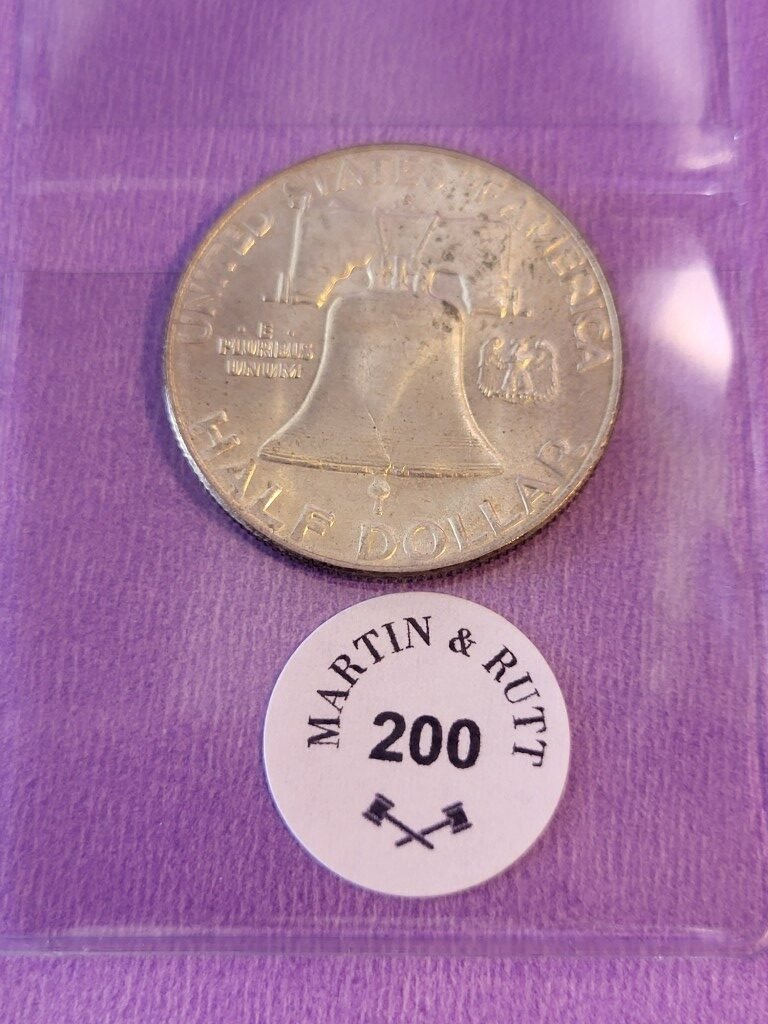 UNITED STATES OF AMERICA
· E ·
PLURIBUS
UNUM
HALF DOLLAR
MARTIN & RUTT
200